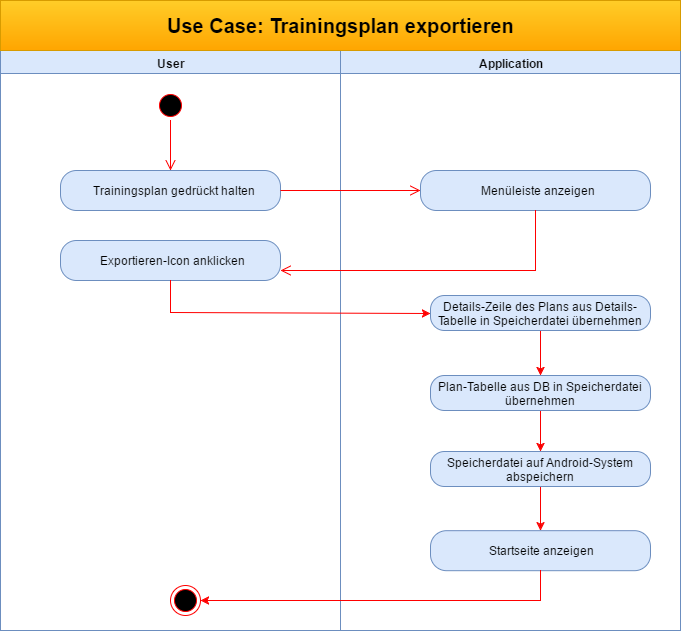 Use Case: Trainingsplan exportieren
User
Application
Trainingsplan gedrückt halten
Menüleiste anzeigen
Exportieren-Icon anklicken
Details-Zeile des Plans aus Details-
Tabelle in Speicherdatei übernehmen
Plan-Tabelle aus DB in Speicherdatei
übernehmen
Speicherdatei auf Android-System
abspeichern
Startseite anzeigen